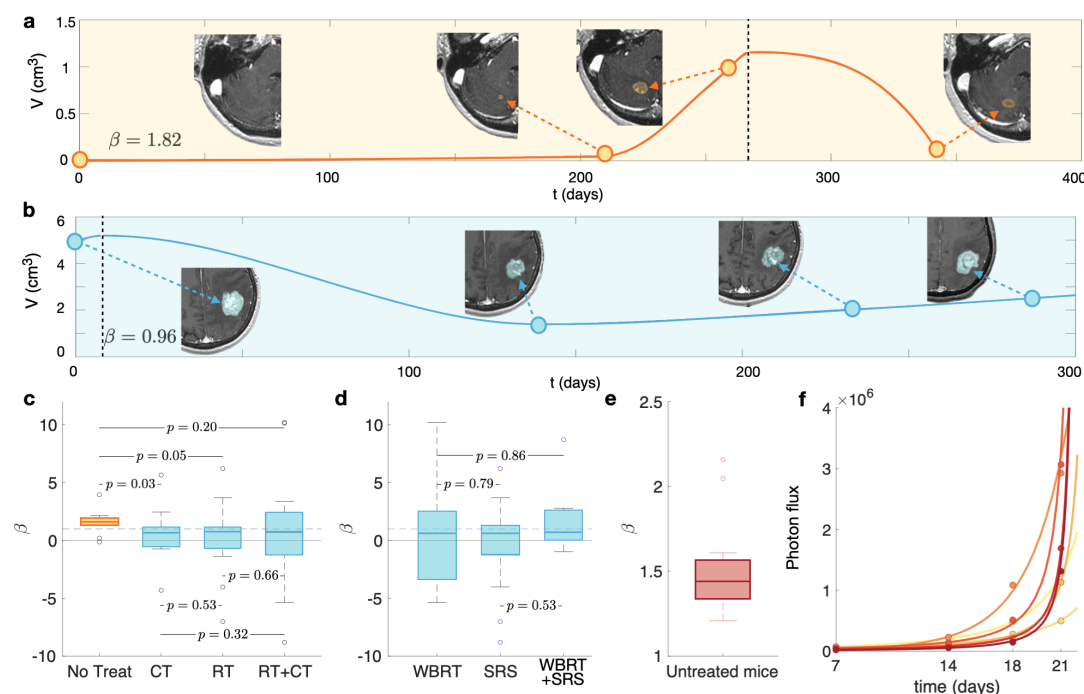 a
V (cm³)
1.5
1
0.5
0
β = 1.82
0 100 200 300 400
t (days)
b
V (cm³)
6
4
2
0
β = 0.96
0 100 200 300
t (days)
c
β
10
5
0
-5
-10
p = 0.20
p = 0.05
p = 0.03
p = 0.66
p = 0.53
p = 0.32
No Treat CT RT RT+CT
d
β
10
5
0
-5
-10
p = 0.86
p = 0.79
p = 0.53
WBRT SRS WBRT
+SRS
e
β
2.5
2
1.5
1
Untreated mice
f
×10⁶
Photon flux
4
3
2
1
0
7 14 18 21
time (days)